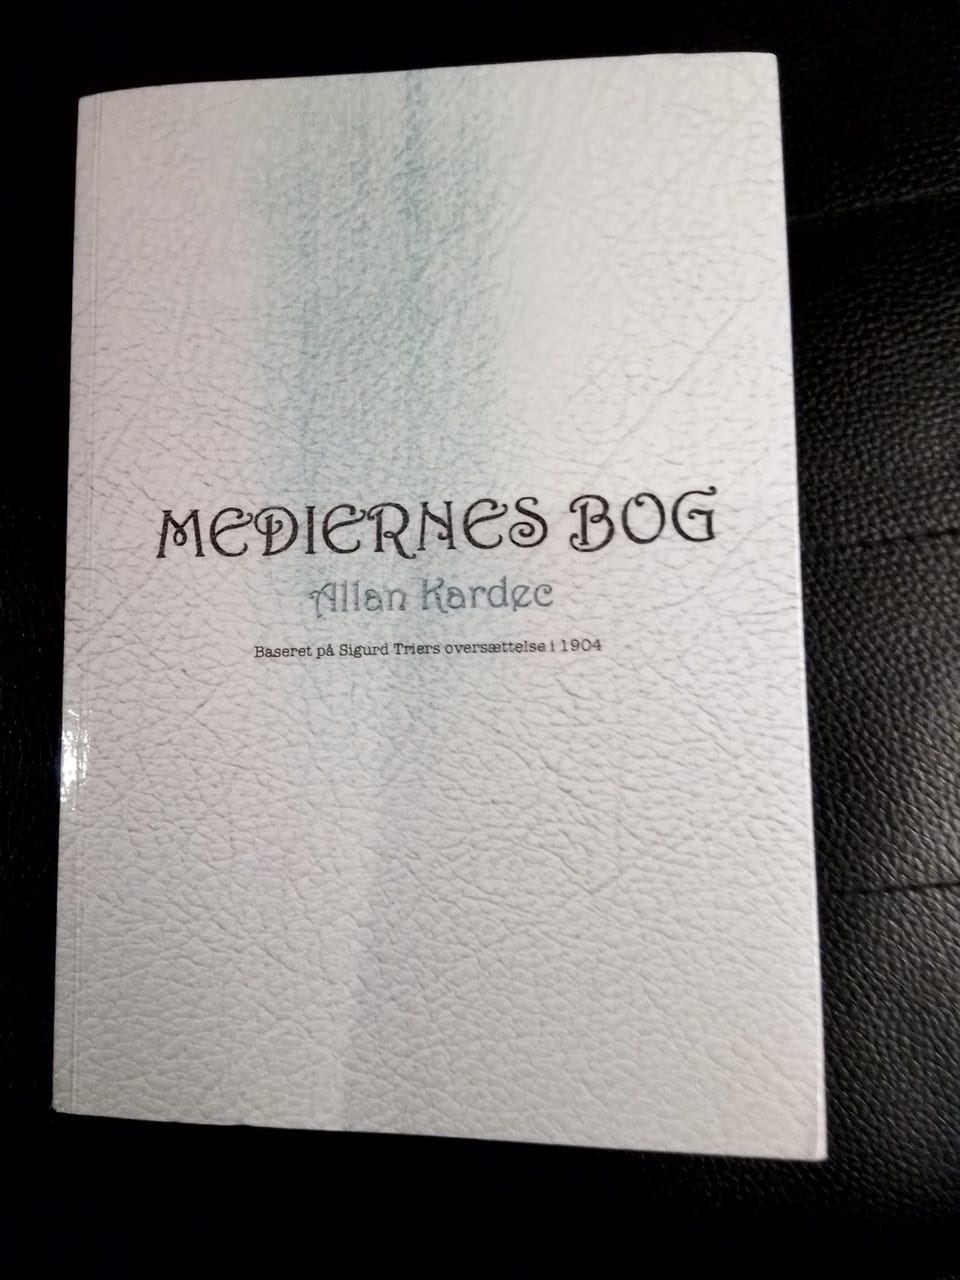 MEDIERNES BOG
Allan Kardec
Baseret på Sigurd Triers oversættelse i 1904